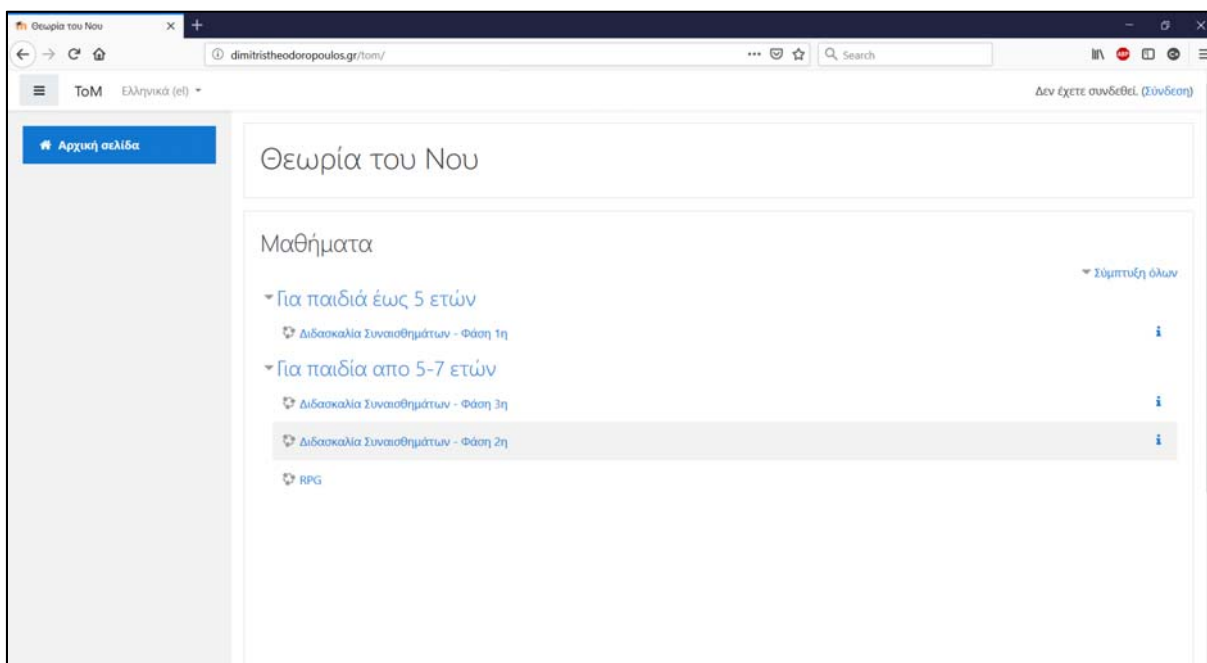 Θεωρία του Νου
dimitristheodoropoulos.gr/tom/
Search
ABP
ToM Ελληνικά (el)
Δεν έχετε συνδεθεί. (Σύνδεση)
Αρχική σελίδα
Θεωρία του Νου
Μαθήματα
Σύμπτυξη όλων
Για παιδιά έως 5 ετών
Διδασκαλία Συναισθημάτων - Φάση 1η
Για παιδία απο 5-7 ετών
Διδασκαλία Συναισθημάτων - Φάση 3η
Διδασκαλία Συναισθημάτων - Φάση 2η
RPG